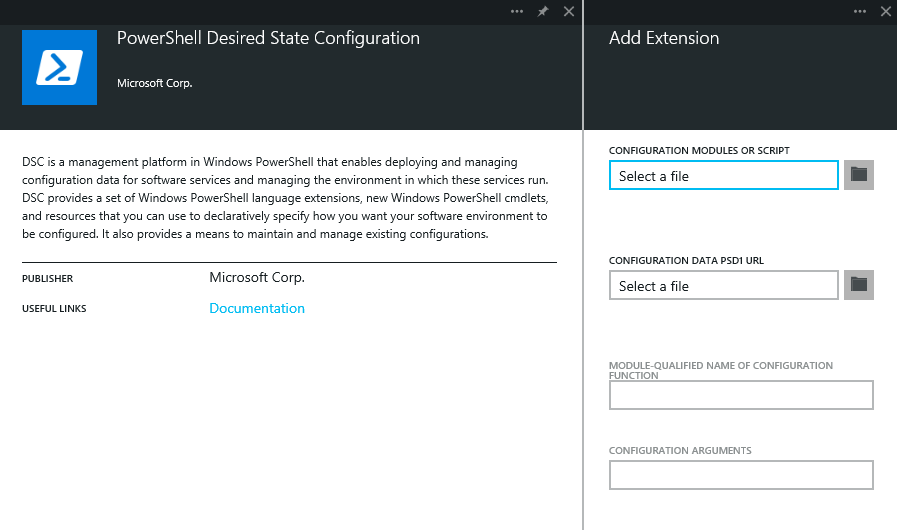 PowerShell Desired State Configuration
Microsoft Corp.
DSC is a management platform in Windows PowerShell that enables deploying and managing
configuration data for software services and managing the environment in which these services run.
DSC provides a set of Windows PowerShell language extensions, new Windows PowerShell cmdlets,
and resources that you can use to declaratively specify how you want your software environment to
be configured. It also provides a means to maintain and manage existing configurations.
PUBLISHER Microsoft Corp.
USEFUL LINKS Documentation
Add Extension
CONFIGURATION MODULES OR SCRIPT
Select a file
CONFIGURATION DATA PSD1 URL
Select a file
MODULE-QUALIFIED NAME OF CONFIGURATION
FUNCTION
CONFIGURATION ARGUMENTS